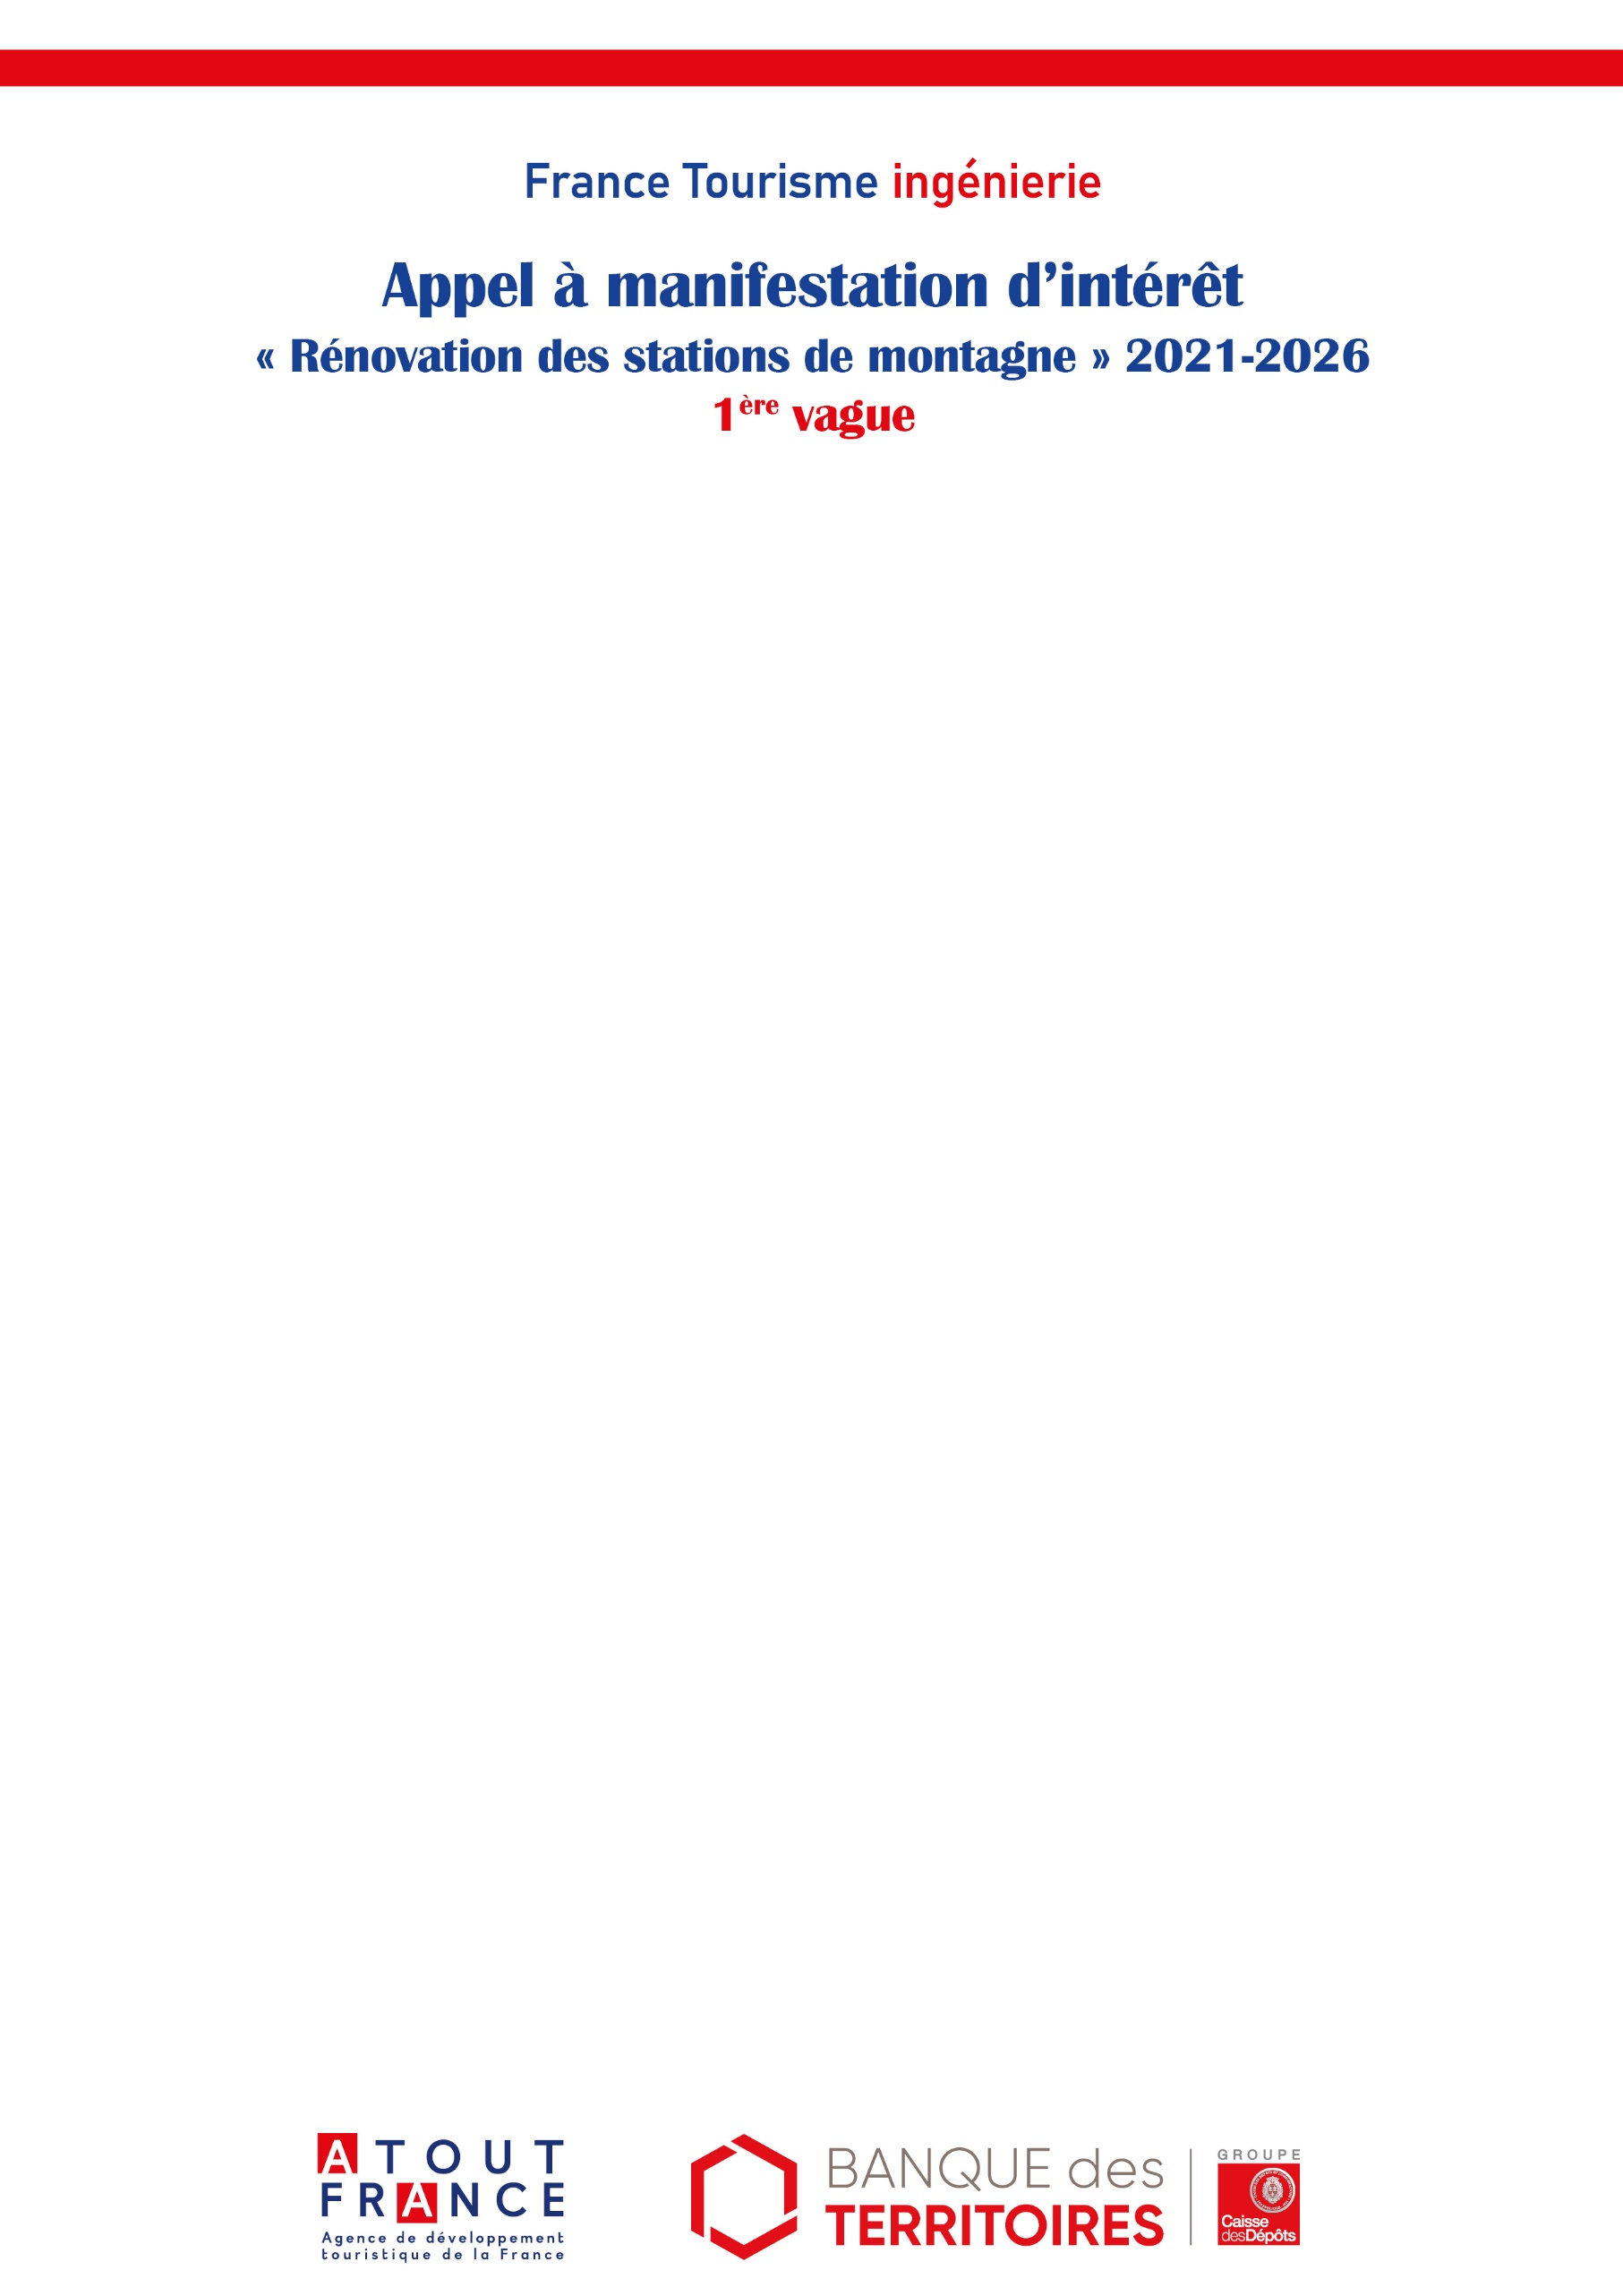 France Tourisme ingénierie
Appel à manifestation d’intérêt
« Rénovation des stations de montagne » 2021-2026
1ère vague
ATOUT
FRANCE
Agence de développement
touristique de la France
BANQUE des
TERRITOIRES
GROUPE
Caisse
desDépôts